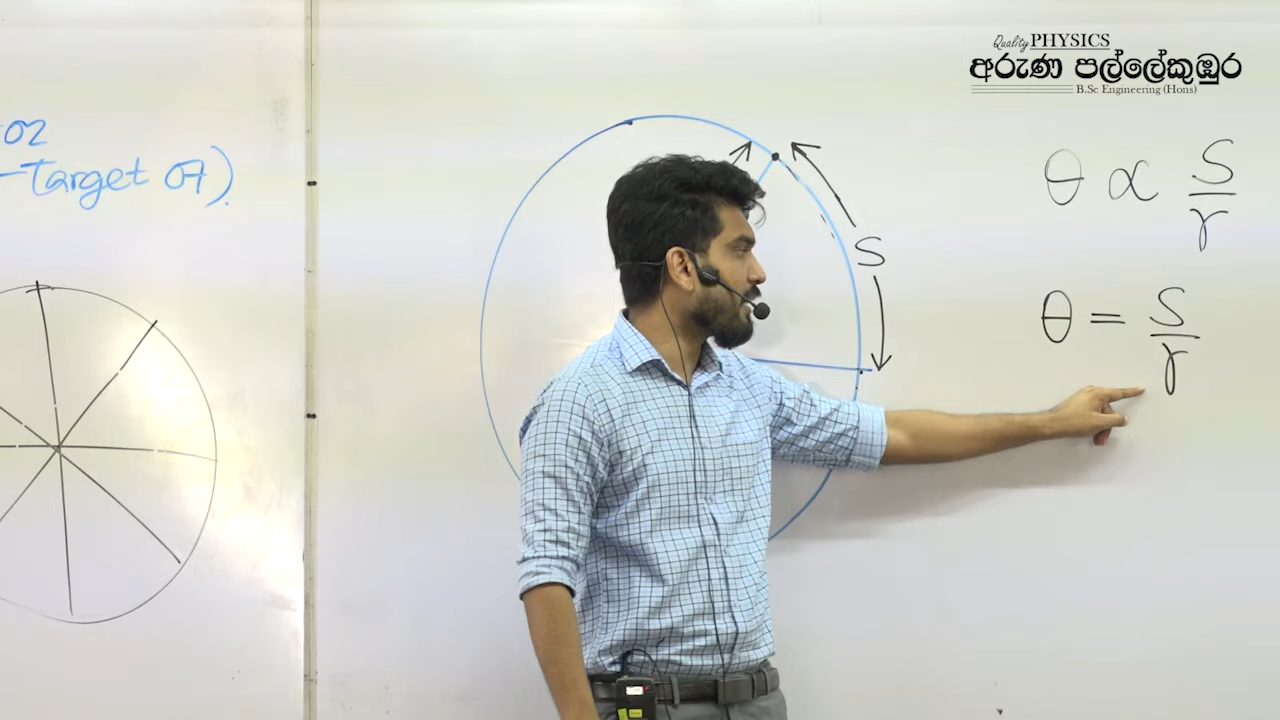 Quality PHYSICS
අරුණ පල්ලේකුඹුර
B.Sc Engineering (Hons)
02
-Target 07)
S
θ ∝ S/r
θ = S/r